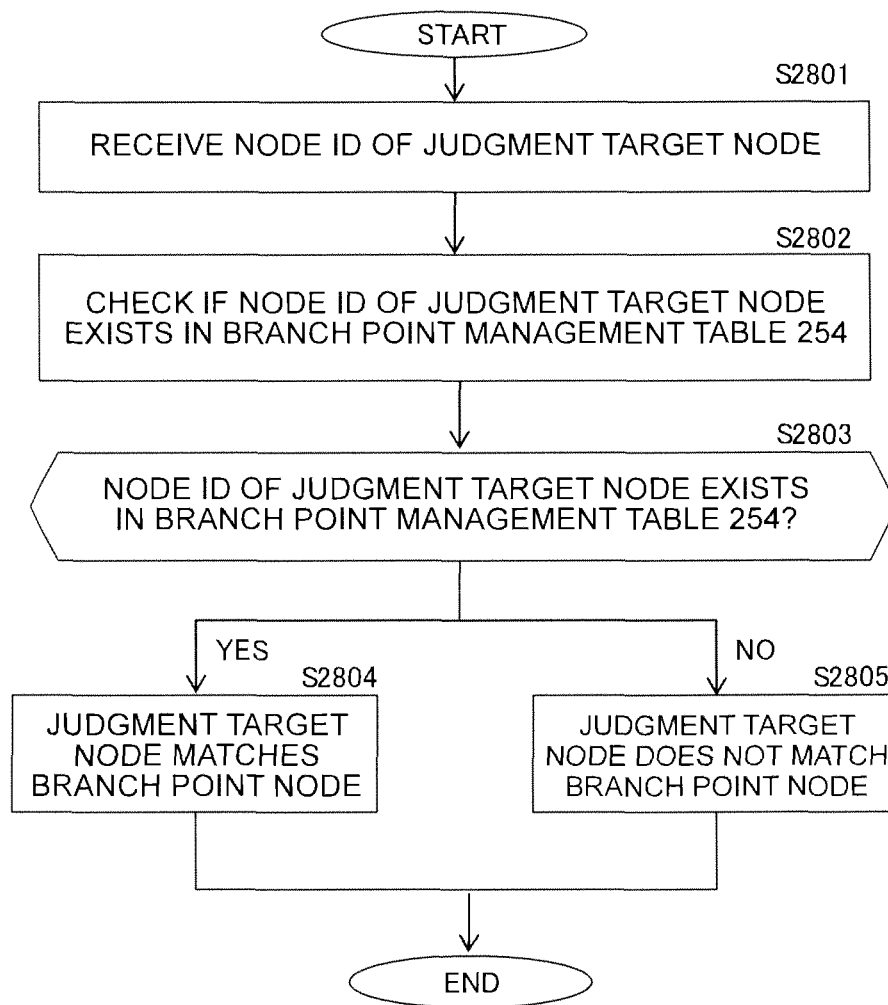 START
S2801
RECEIVE NODE ID OF JUDGMENT TARGET NODE
S2802
CHECK IF NODE ID OF JUDGMENT TARGET NODE
EXISTS IN BRANCH POINT MANAGEMENT TABLE 254
S2803
NODE ID OF JUDGMENT TARGET NODE EXISTS
IN BRANCH POINT MANAGEMENT TABLE 254?
YES
S2804
JUDGMENT TARGET
NODE MATCHES
BRANCH POINT NODE
NO
S2805
JUDGMENT TARGET
NODE DOES NOT MATCH
BRANCH POINT NODE
END